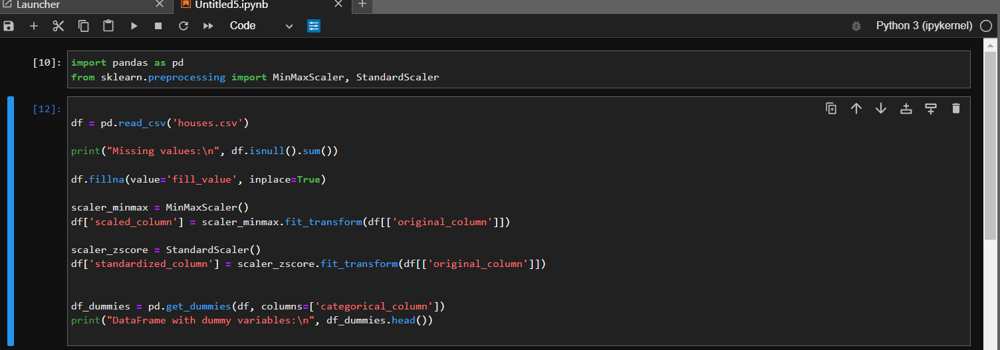 Launcher
Untitled5.ipynb
Code
Python 3 (ipykernel)
[10]:
import pandas as pd
from sklearn.preprocessing import MinMaxScaler, StandardScaler
[12]:
df = pd.read_csv('houses.csv')
print("Missing values:\n", df.isnull().sum())
df.fillna(value='fill_value', inplace=True)
scaler_minmax = MinMaxScaler()
df['scaled_column'] = scaler_minmax.fit_transform(df[['original_column']])
scaler_zscore = StandardScaler()
df['standardized_column'] = scaler_zscore.fit_transform(df[['original_column']])
df_dummies = pd.get_dummies(df, columns=['categorical_column'])
print("DataFrame with dummy variables:\n", df_dummies.head())